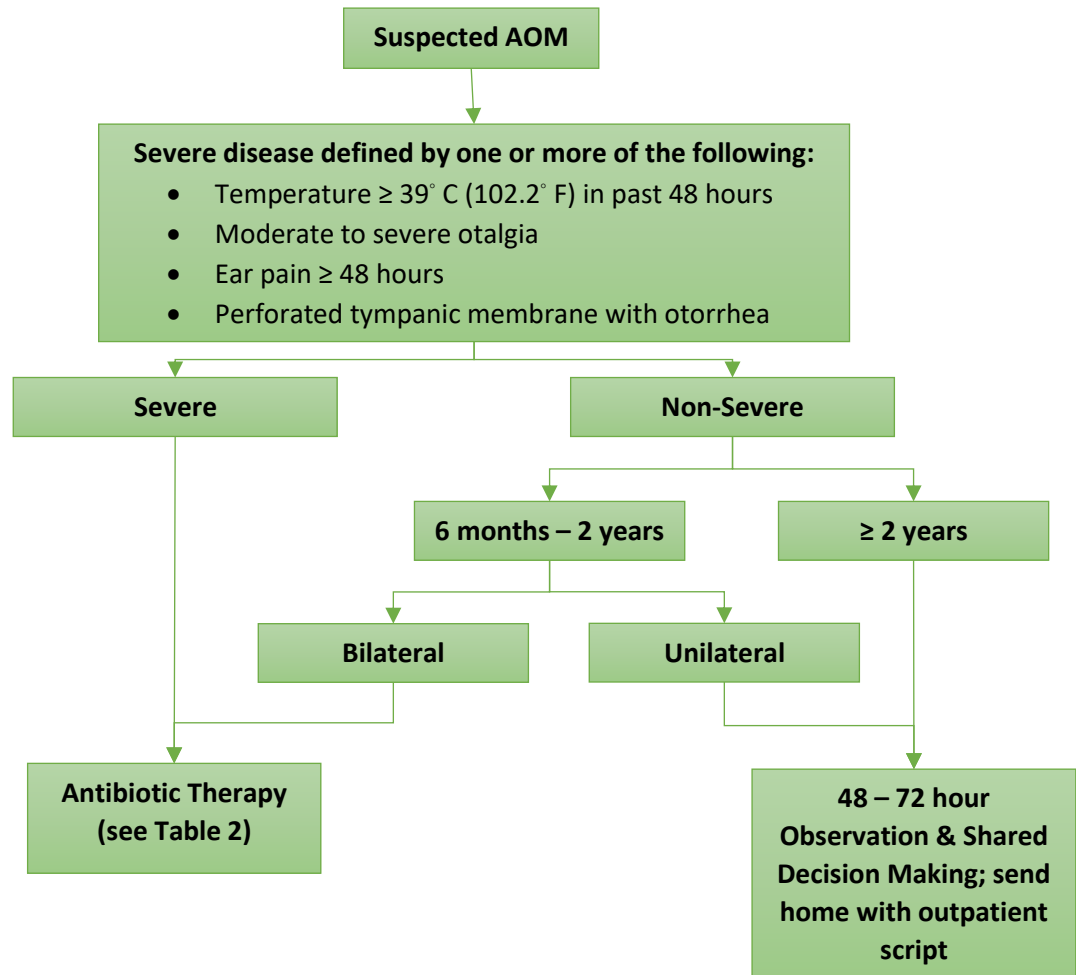 Suspected AOM
Severe disease defined by one or more of the following:
• Temperature ≥ 39° C (102.2° F) in past 48 hours
• Moderate to severe otalgia
• Ear pain ≥ 48 hours
• Perforated tympanic membrane with otorrhea
Severe
Non-Severe
6 months – 2 years
≥ 2 years
Bilateral
Unilateral
Antibiotic Therapy
(see Table 2)
48 – 72 hour
Observation & Shared
Decision Making; send
home with outpatient
script